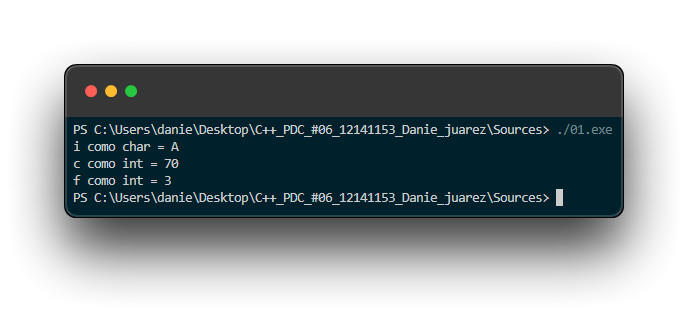 PS C:\Users\danie\Desktop\C++_PDC_#06_12141153_Danie_juarez\Sources> ./01.exe
i como char = A
c como int = 70
f como int = 3
PS C:\Users\danie\Desktop\C++_PDC_#06_12141153_Danie_juarez\Sources>